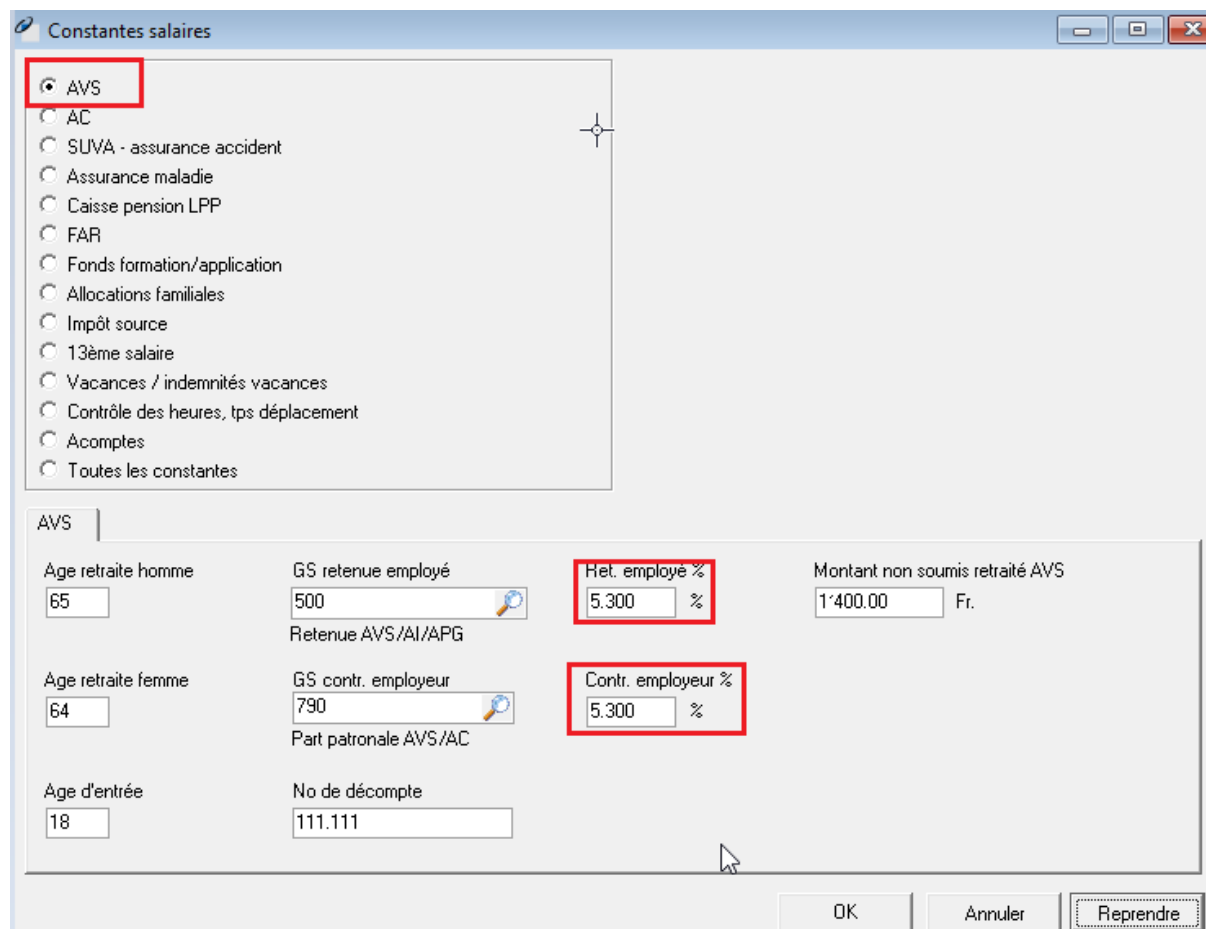 Constantes salaires
AVS
AC
SUVA - assurance accident
Assurance maladie
Caisse pension LPP
FAR
Fonds formation/application
Allocations familiales
Impôt source
13ème salaire
Vacances / indemnités vacances
Contrôle des heures, tps déplacement
Acomptes
Toutes les constantes
AVS
Age retraite homme GS retenue employé Ret. employé % Montant non soumis retraité AVS
65 500 5.300 % 1'400.00 Fr.
Retenue AVS/AI/APG
Age retraite femme GS contr. employeur Contr. employeur %
64 790 5.300 %
Part patronale AVS/AC
Age d'entrée No de décompte
18 111.111
OK Annuler Reprendre